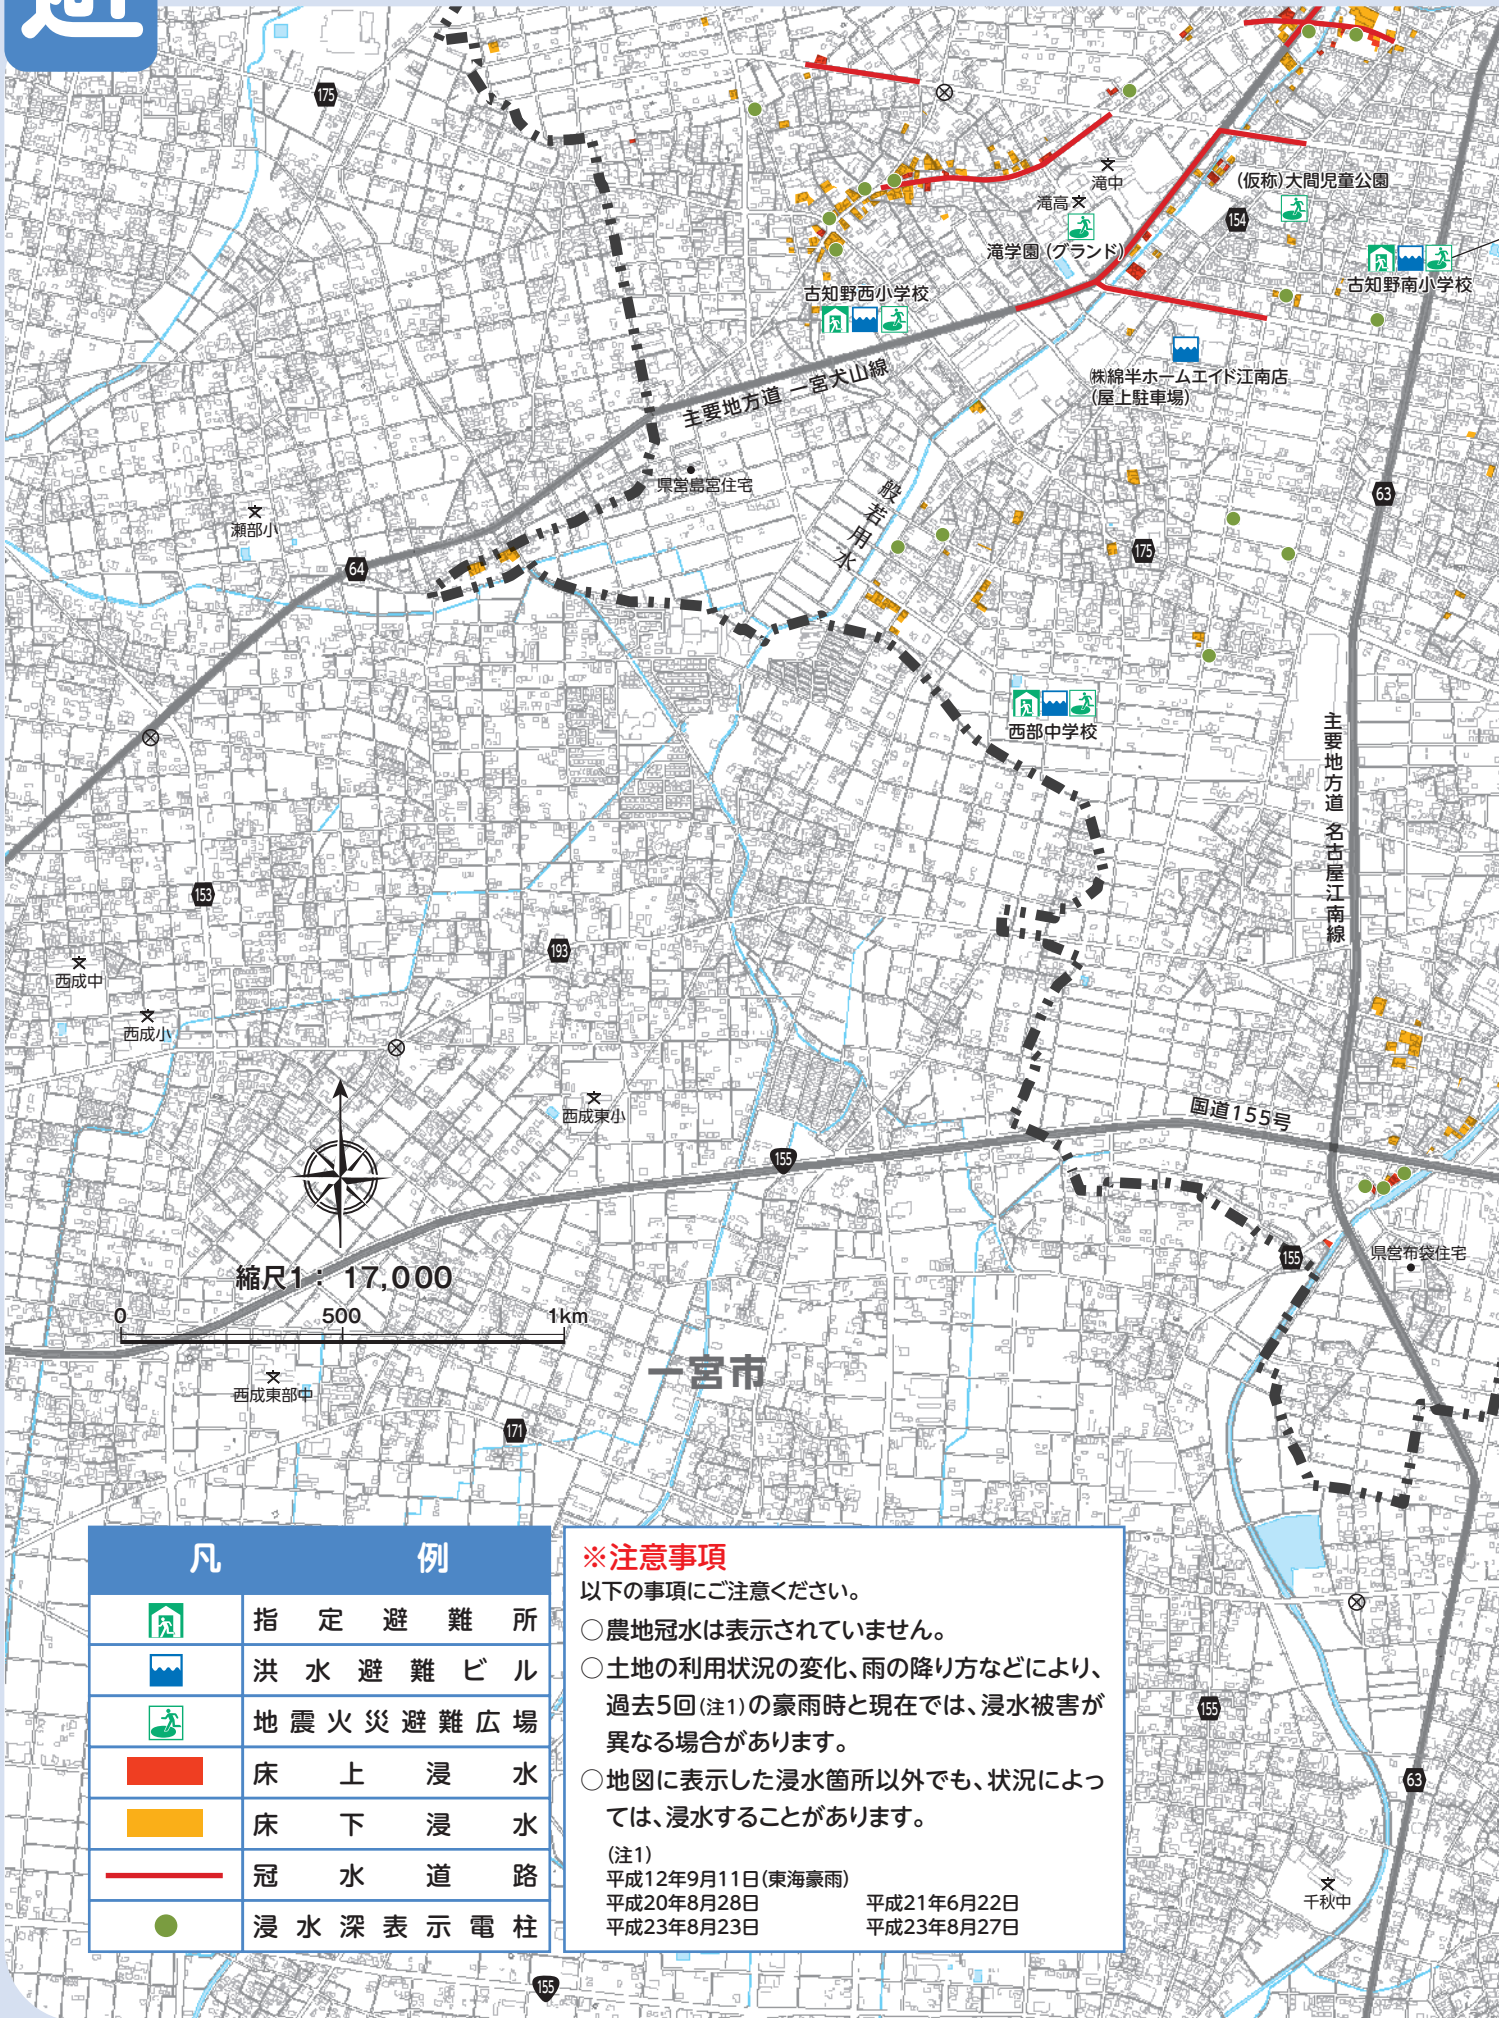 175
滝中
滝高
滝学園(グランド)
(仮称)大間児童公園
154
古知野南小学校
古知野西小学校
㈱綿半ホームエイド江南店
(屋上駐車場)
主要地方道 一宮犬山線
県営島宮住宅
般若用水
63
175
瀬部小
64
西部中学校
主要地方道 名古屋江南線
153
193
西成中
西成小
西成東小
国道155号
155
155
県営布袋住宅
縮尺1:17,000
0 500 1km
一宮市
西成東部中
171
凡例
指定避難所
洪水避難ビル
地震火災避難広場
床上浸水
床下浸水
冠水道路
浸水深表示電柱
※注意事項
以下の事項にご注意ください。
○農地冠水は表示されていません。
○土地の利用状況の変化、雨の降り方などにより、
過去5回(注1)の豪雨時と現在では、浸水被害が
異なる場合があります。
○地図に表示した浸水箇所以外でも、状況によっ
ては、浸水することがあります。
(注1)
平成12年9月11日(東海豪雨)
平成20年8月28日 平成21年6月22日
平成23年8月23日 平成23年8月27日
155
63
千秋中
155